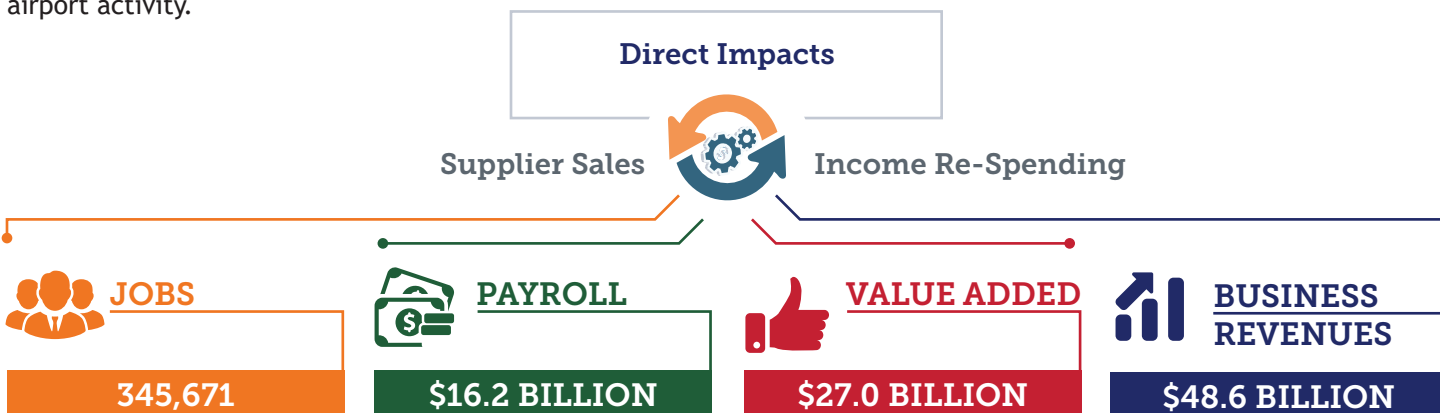 airport activity.
Direct Impacts
Supplier Sales
Income Re-Spending
JOBS
345,671
PAYROLL
$16.2 BILLION
VALUE ADDED
$27.0 BILLION
BUSINESS
REVENUES
$48.6 BILLION